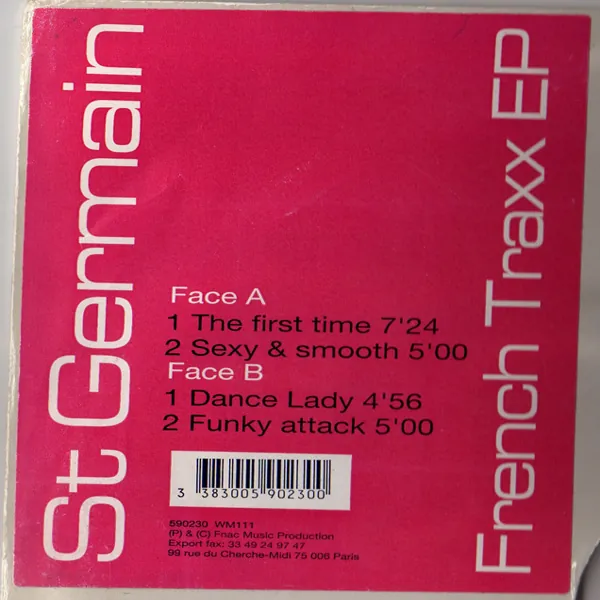 St Germain
French Traxx EP
Face A
1 The first time 7'24
2 Sexy & smooth 5'00
Face B
1 Dance Lady 4'56
2 Funky attack 5'00
3 383005 902300
590230 WM111
(P) & (C) Fnac Music Production
Export fax: 33 49 24 97 47
99 rue du Cherche-Midi 75 006 Paris